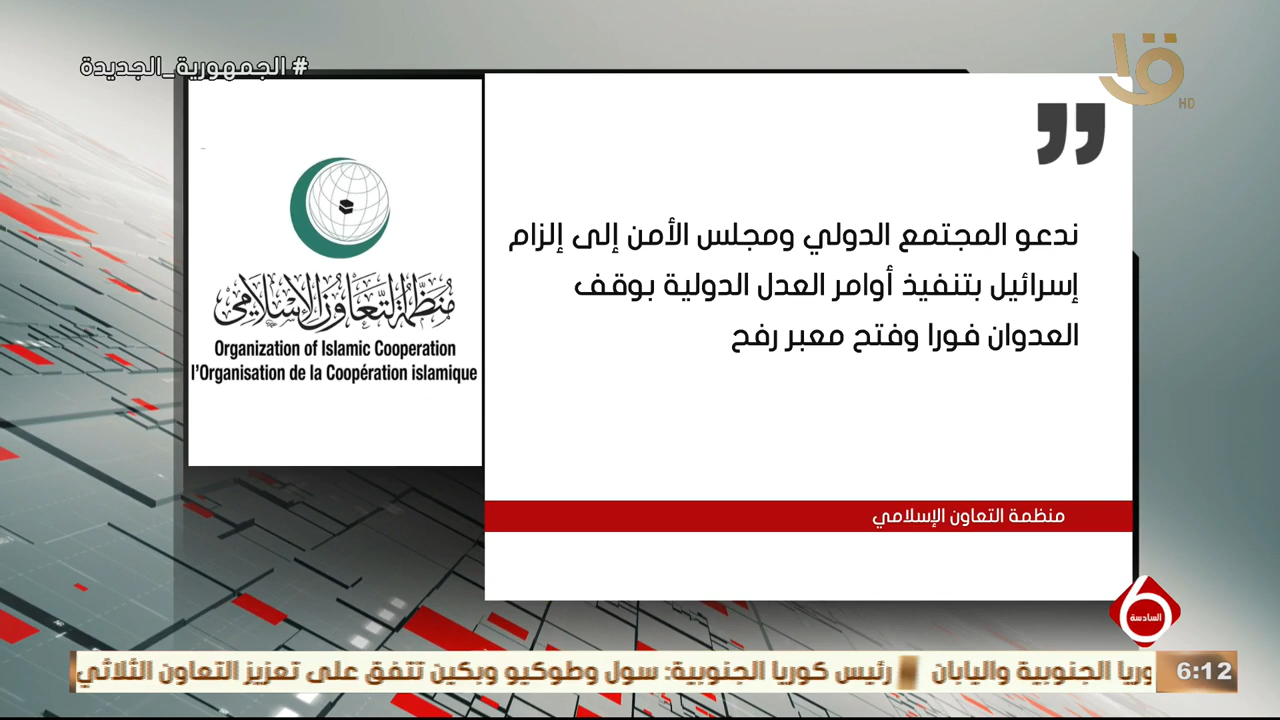 # الجمهورية_الجديدة
HD
ندعو المجتمع الدولي ومجلس الأمن إلى إلزام
إسرائيل بتنفيذ أوامر العدل الدولية بوقف
العدوان فورا وفتح معبر رفح
منظمة التعاون الإسلامي
Organization of Islamic Cooperation
l'Organisation de la Coopération islamique
منظمة التعاون الإسلامي
6
السادسة
وريا الجنوبية واليابان رئيس كوريا الجنوبية: سول وطوكيو وبكين تتفق على تعزيز التعاون الثلاثي
6:12